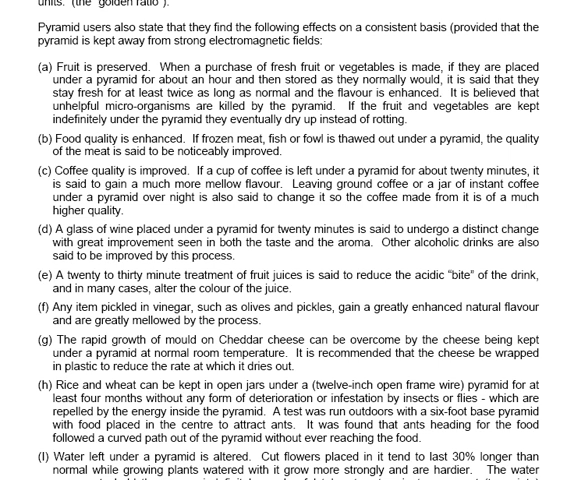 units. (the "golden ratio").
Pyramid users also state that they find the following effects on a consistent basis (provided that the
pyramid is kept away from strong electromagnetic fields:
(a) Fruit is preserved. When a purchase of fresh fruit or vegetables is made, if they are placed
under a pyramid for about an hour and then stored as they normally would, it is said that they
stay fresh for at least twice as long as normal and the flavour is enhanced. It is believed that
unhelpful micro-organisms are killed by the pyramid. If the fruit and vegetables are kept
indefinitely under the pyramid they eventually dry up instead of rotting.
(b) Food quality is enhanced. If frozen meat, fish or fowl is thawed out under a pyramid, the quality
of the meat is said to be noticeably improved.
(c) Coffee quality is improved. If a cup of coffee is left under a pyramid for about twenty minutes, it
is said to gain a much more mellow flavour. Leaving ground coffee or a jar of instant coffee
under a pyramid over night is also said to change it so the coffee made from it is of a much
higher quality.
(d) A glass of wine placed under a pyramid for twenty minutes is said to undergo a distinct change
with great improvement seen in both the taste and the aroma. Other alcoholic drinks are also
said to be improved by this process.
(e) A twenty to thirty minute treatment of fruit juices is said to reduce the acidic "bite" of the drink,
and in many cases, alter the colour of the juice.
(f) Any item pickled in vinegar, such as olives and pickles, gain a greatly enhanced natural flavour
and are greatly mellowed by the process.
(g) The rapid growth of mould on Cheddar cheese can be overcome by the cheese being kept
under a pyramid at normal room temperature. It is recommended that the cheese be wrapped
in plastic to reduce the rate at which it dries out.
(h) Rice and wheat can be kept in open jars under a (twelve-inch open frame wire) pyramid for at
least four months without any form of deterioration or infestation by insects or flies - which are
repelled by the energy inside the pyramid. A test was run outdoors with a six-foot base pyramid
with food placed in the centre to attract ants. It was found that ants heading for the food
followed a curved path out of the pyramid without ever reaching the food.
(I) Water left under a pyramid is altered. Cut flowers placed in it tend to last 30% longer than
normal while growing plants watered with it grow more strongly and are hardier. The water